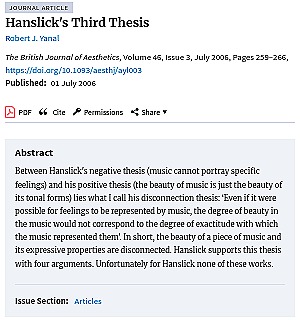 JOURNAL ARTICLE
Hanslick's Third Thesis
Robert J. Yanal
The British Journal of Aesthetics, Volume 46, Issue 3, July 2006, Pages 259–266,
https://doi.org/10.1093/aesthj/ayl003
Published: 01 July 2006
PDF Cite Permissions Share
Abstract
Between Hanslick's negative thesis (music cannot portray specific
feelings) and his positive thesis (the beauty of music is just the beauty of
its tonal forms) lies what I call his disconnection thesis: 'Even if it were
possible for feelings to be represented by music, the degree of beauty in
the music would not correspond to the degree of exactitude with which
the music represented them'. In short, the beauty of a piece of music and
its expressive properties are disconnected. Hanslick supports this thesis
with four arguments. Unfortunately for Hanslick none of these works.
Issue Section: Articles